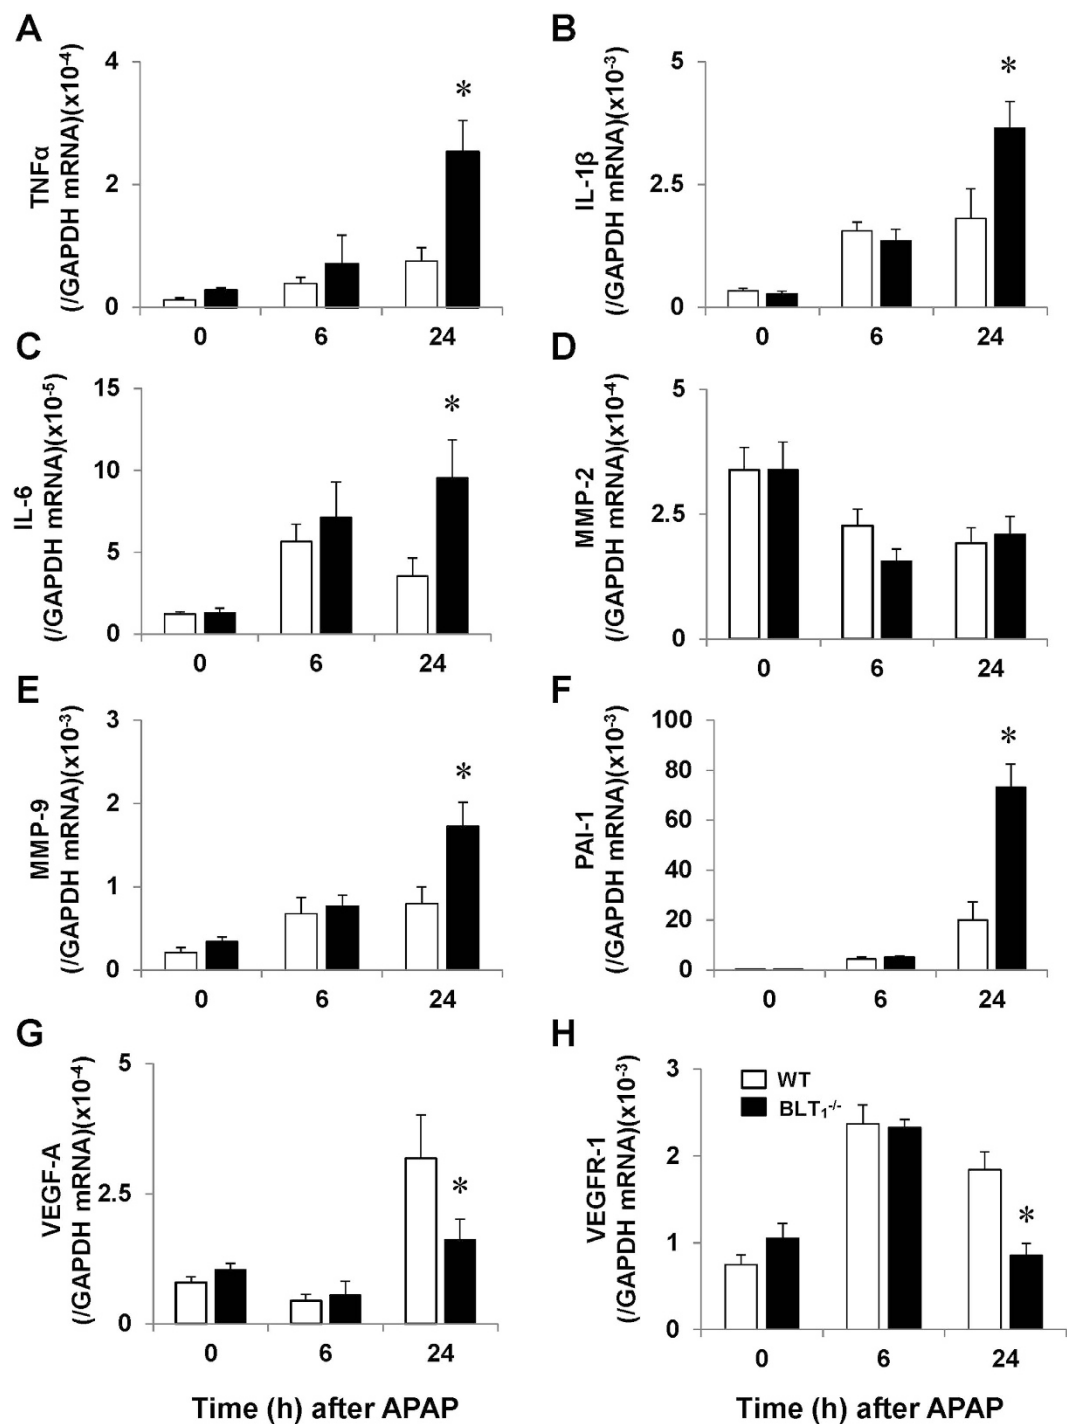 A
TNFα
(/GAPDH mRNA)(x10⁻⁴)
4
2
0
0 6 24
*
B
IL-1β
(/GAPDH mRNA)(x10⁻³)
5
2.5
0
0 6 24
*
C
IL-6
(/GAPDH mRNA)(x10⁻⁵)
15
10
5
0
0 6 24
*
D
MMP-2
(/GAPDH mRNA)(x10⁻⁴)
5
2.5
0
0 6 24
E
MMP-9
(/GAPDH mRNA)(x10⁻³)
3
2
1
0
0 6 24
*
F
PAI-1
(/GAPDH mRNA)(x10⁻³)
100
80
60
40
20
0
0 6 24
*
G
VEGF-A
(/GAPDH mRNA)(x10⁻⁴)
5
2.5
0
0 6 24
*
Time (h) after APAP
H
VEGFR-1
(/GAPDH mRNA)(x10⁻³)
3
2
1
0
WT
BLT₁⁻/⁻
0 6 24
*
Time (h) after APAP